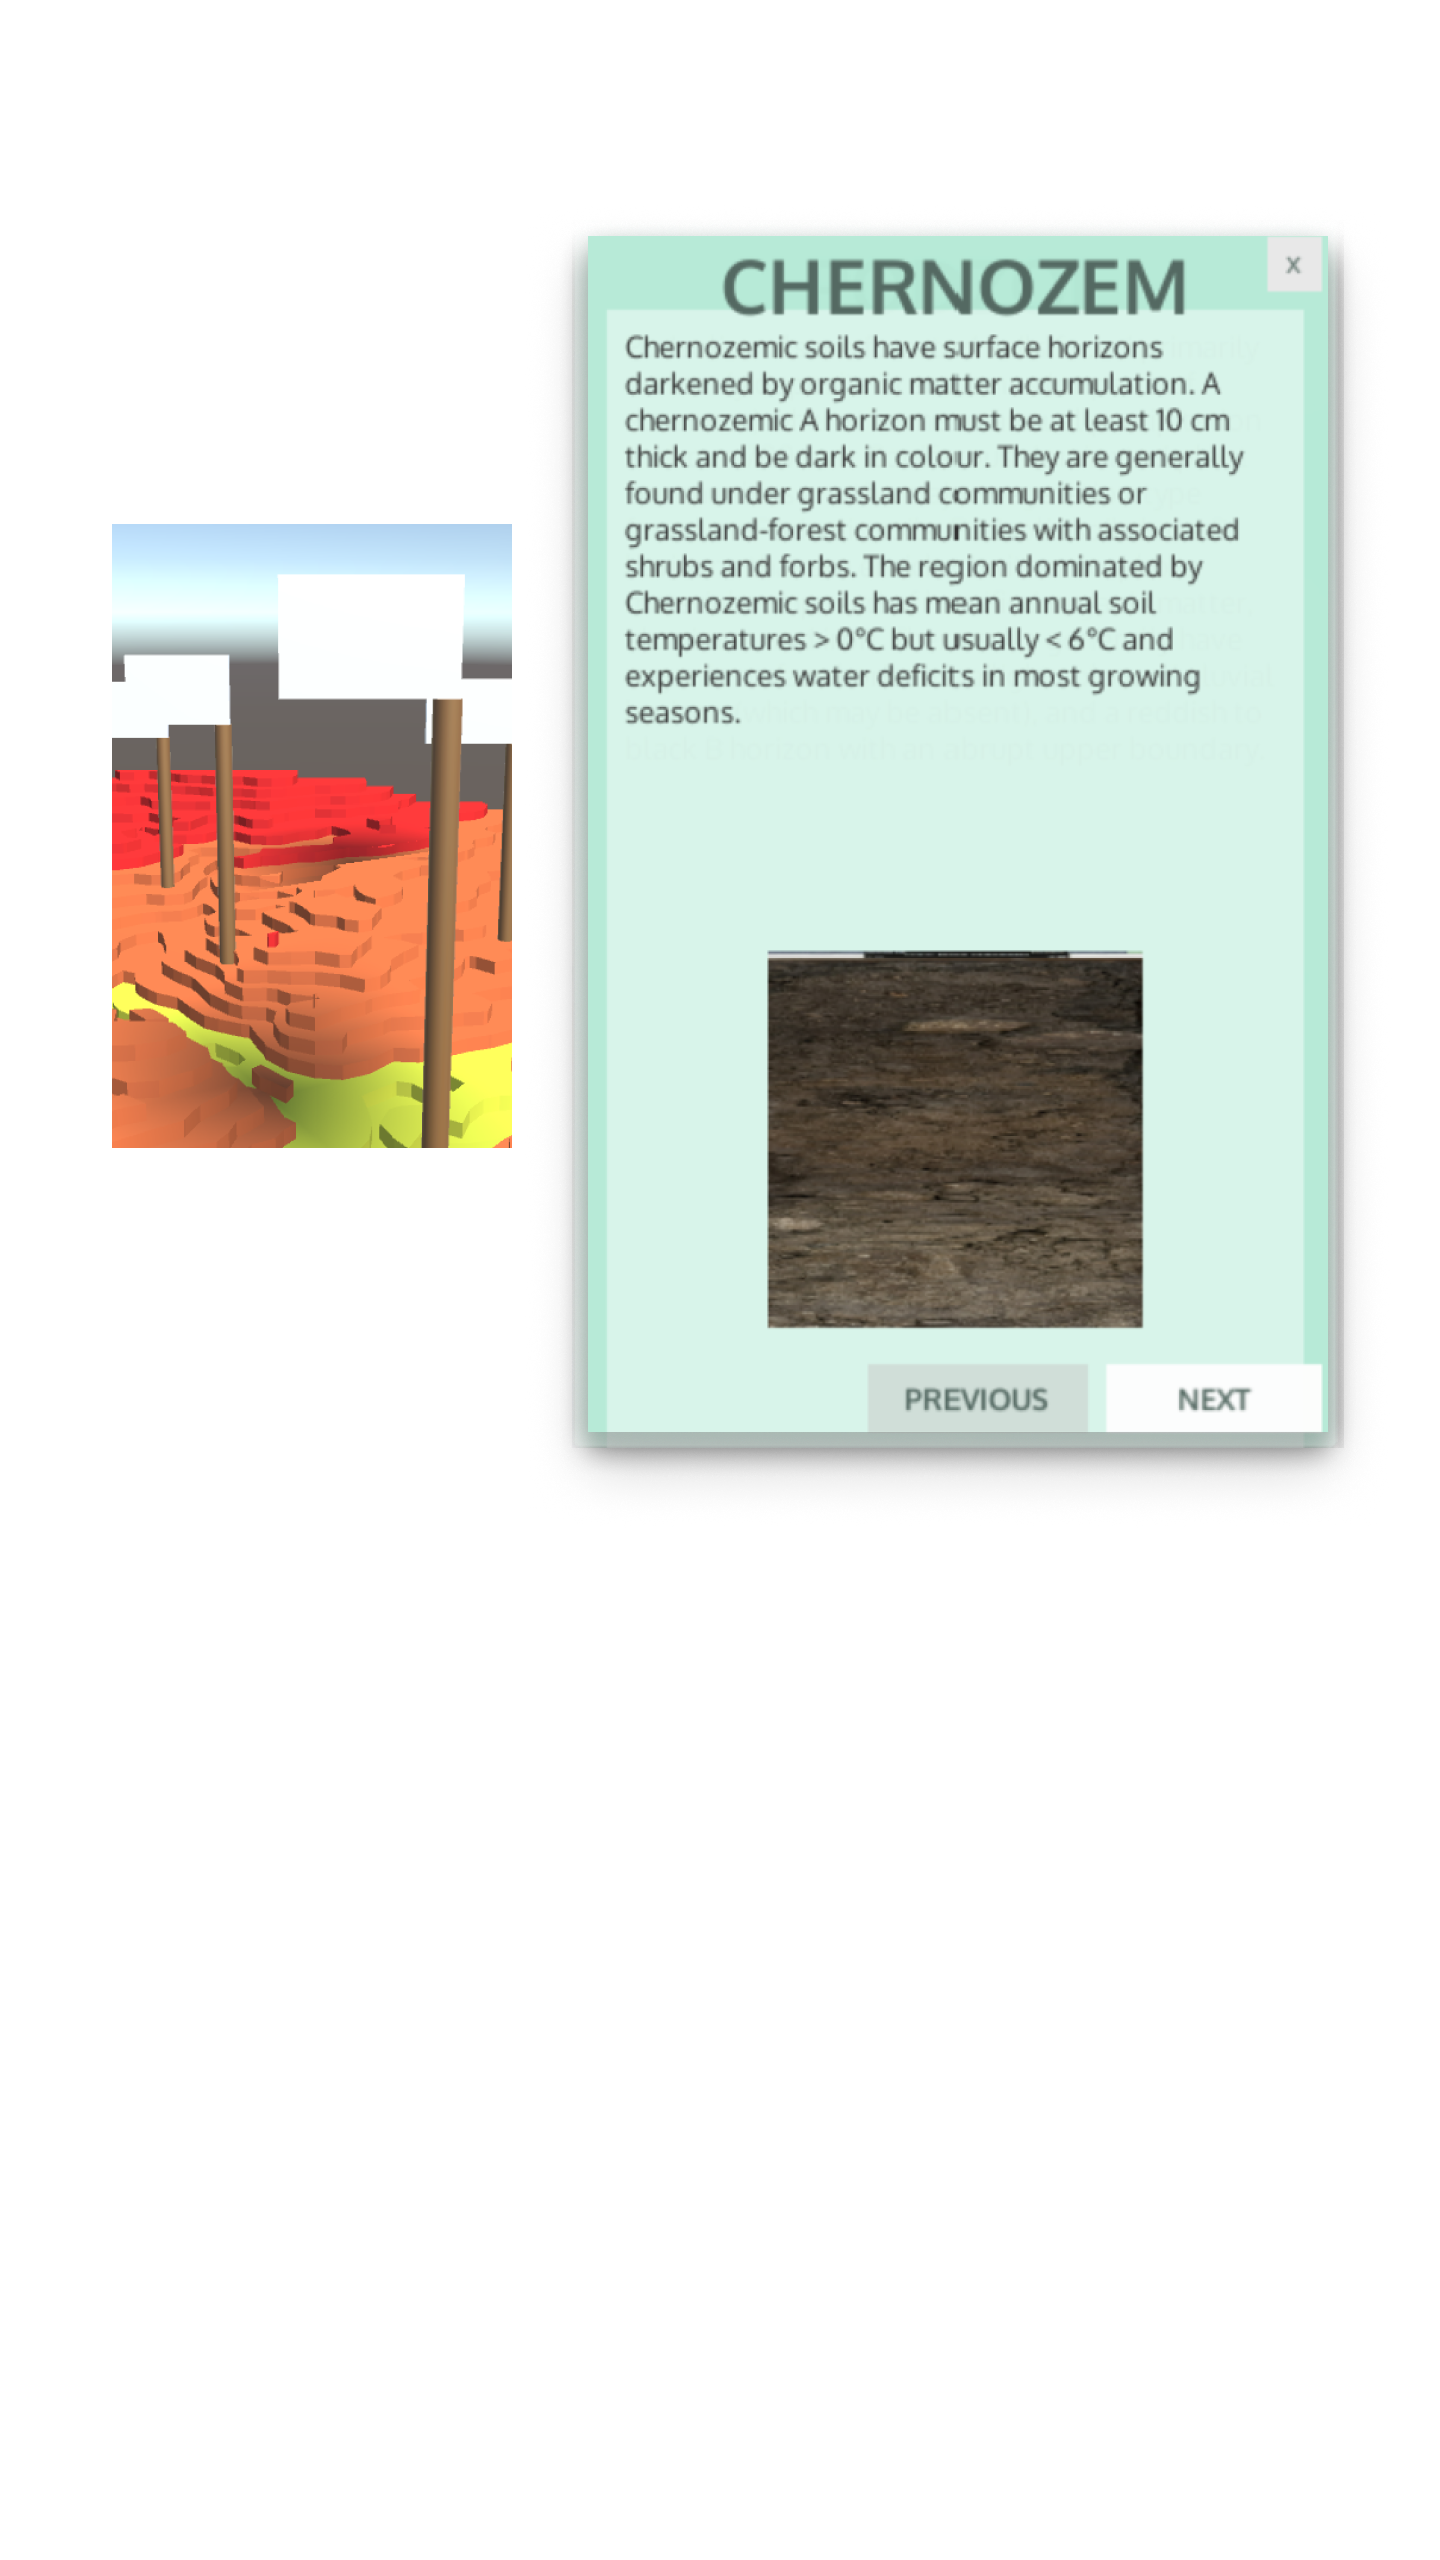 CHERNOZEM
x
Chernozemic soils have surface horizons
darkened by organic matter accumulation. A
chernozemic A horizon must be at least 10 cm
thick and be dark in colour. They are generally
found under grassland communities or
grassland-forest communities with associated
shrubs and forbs. The region dominated by
Chernozemic soils has mean annual soil
temperatures > 0°C but usually < 6°C and
experiences water deficits in most growing
seasons.
PREVIOUS
NEXT